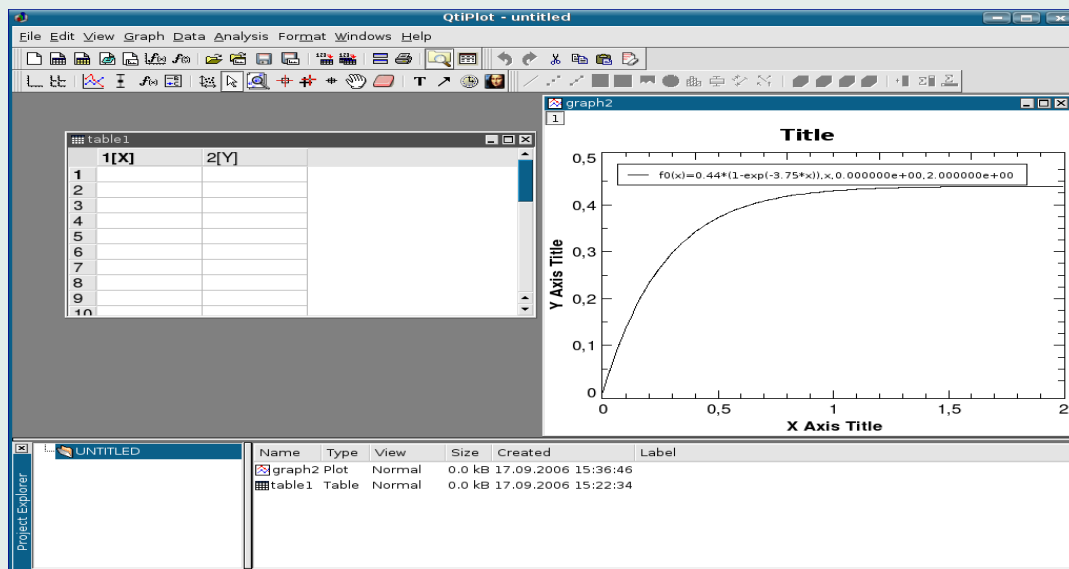 QtiPlot - untitled
File Edit View Graph Data Analysis Format Windows Help
table1
1[X] 2[Y]
1
2
3
4
5
6
7
8
9
10
graph2
1
Title
f0(x)=0.44*(1-exp(-3.75*x)),x,0.000000e+00,2.000000e+00
0,5
0,4
0,3
0,2
0,1
0
Y Axis Title
0 0,5 1 1,5 2
X Axis Title
Project Explorer
UNTITLED
Name Type View Size Created Label
graph2 Plot Normal 0.0 kB 17.09.2006 15:36:46
table1 Table Normal 0.0 kB 17.09.2006 15:22:34